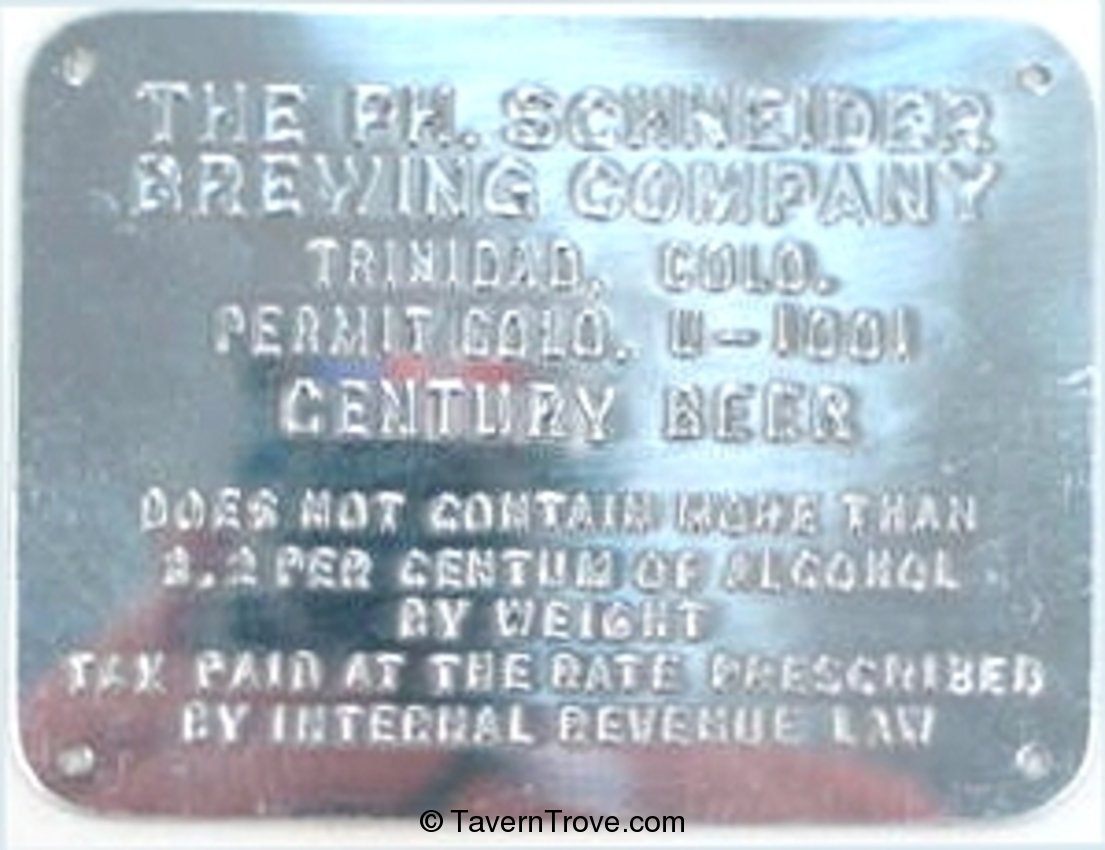 THE PH. SCHNEIDER
BREWING COMPANY
TRINIDAD, COLO.
PERMIT COLO. U-1001
CENTURY BEER
DOES NOT CONTAIN MORE THAN
3.2 PER CENTUM OF ALCOHOL
BY WEIGHT
TAX PAID AT THE RATE PRESCRIBED
BY INTERNAL REVENUE LAW
© TavernTrove.com